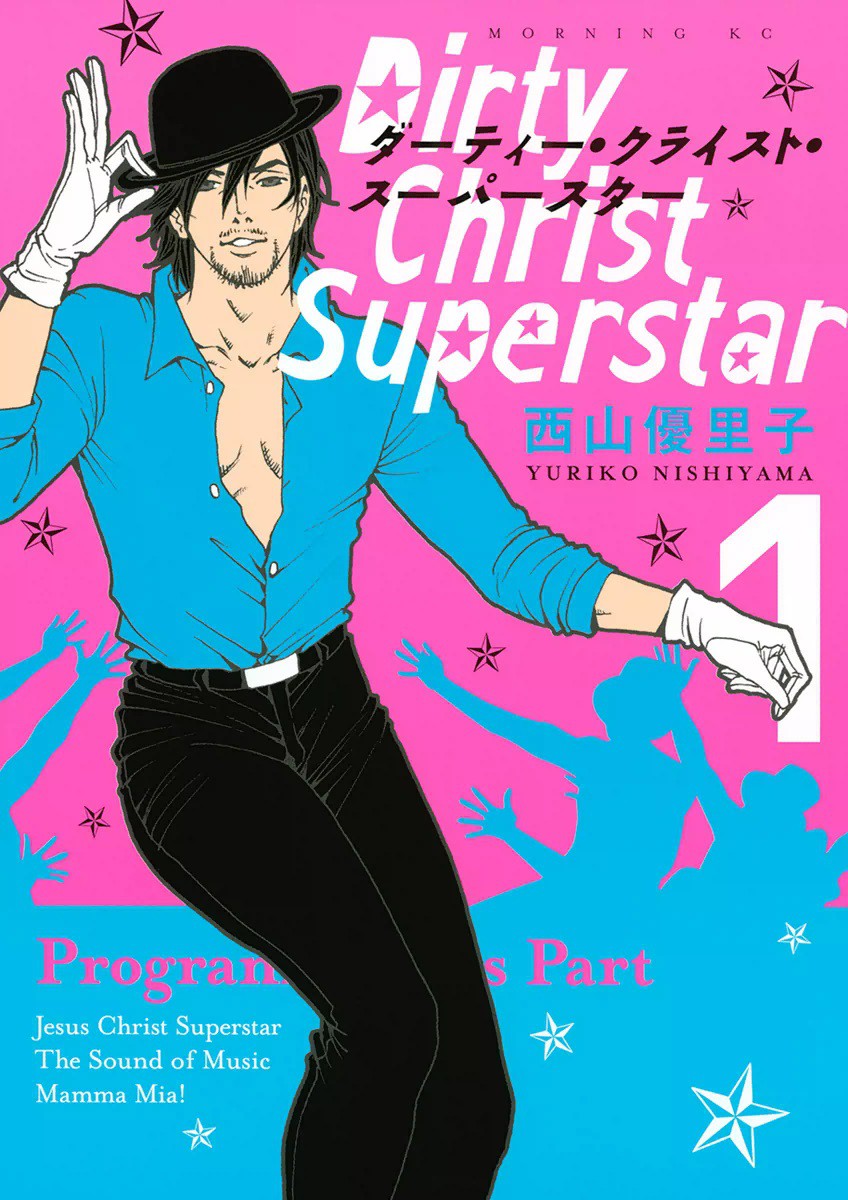 MORNING KC
Dirty
ダーティー・クライスト・
スーパースター
Christ
Superstar
西山優里子
YURIKO NISHIYAMA
1
Part
Jesus Christ Superstar
The Sound of Music
Mamma Mia!